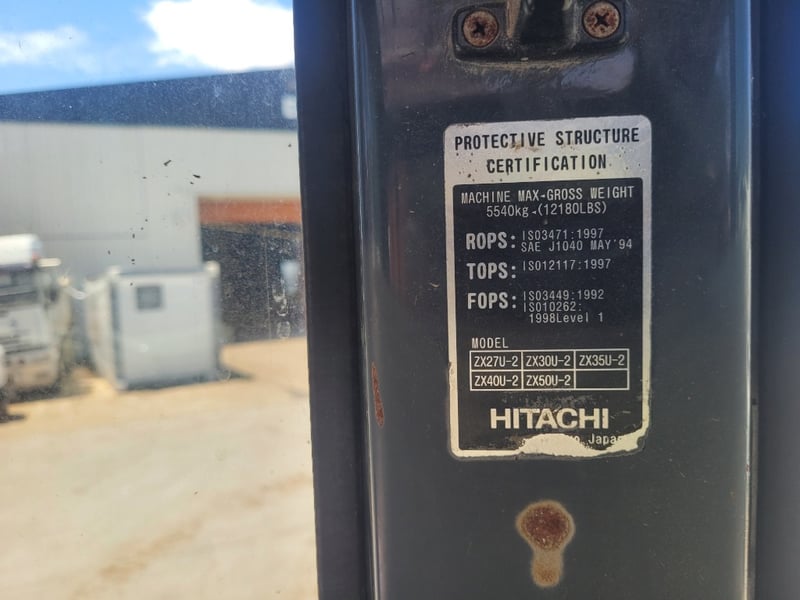 PROTECTIVE STRUCTURE
CERTIFICATION
MACHINE MAX-GROSS WEIGHT
5540kg-(12180LBS)
ROPS: ISO3471:1997
SAE J1040 MAY'94
TOPS: ISO12117:1997
FOPS: ISO3449:1992
ISO10262:
1998Level 1
MODEL
ZX27U-2 ZX30U-2 ZX35U-2
ZX40U-2 ZX50U-2
HITACHI
Japan